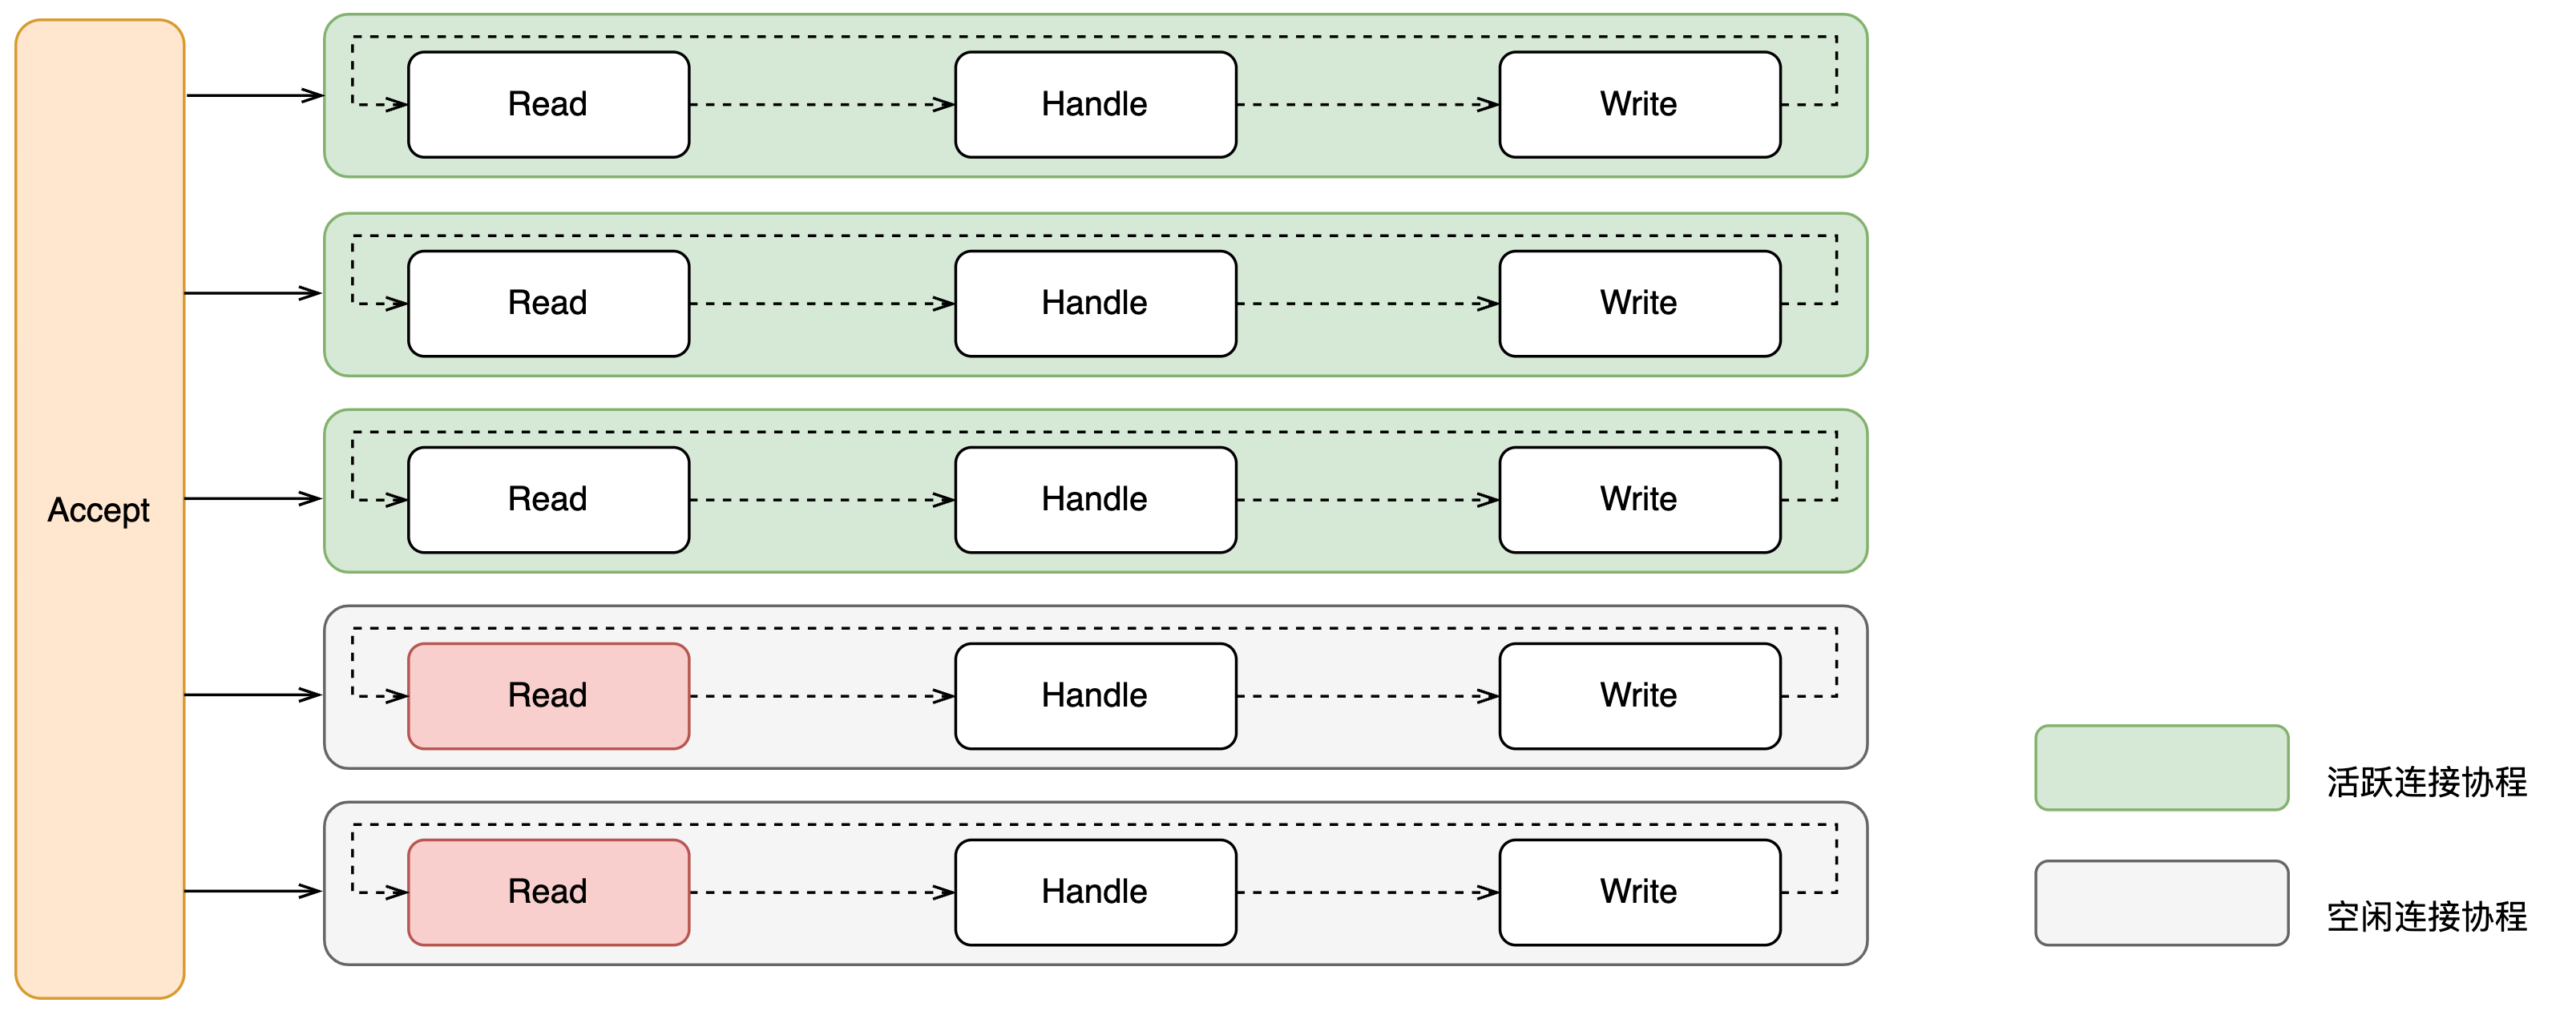 Accept
Read
Handle
Write
Read
Handle
Write
Read
Handle
Write
Read
Handle
Write
Read
Handle
Write
活跃连接协程
空闲连接协程